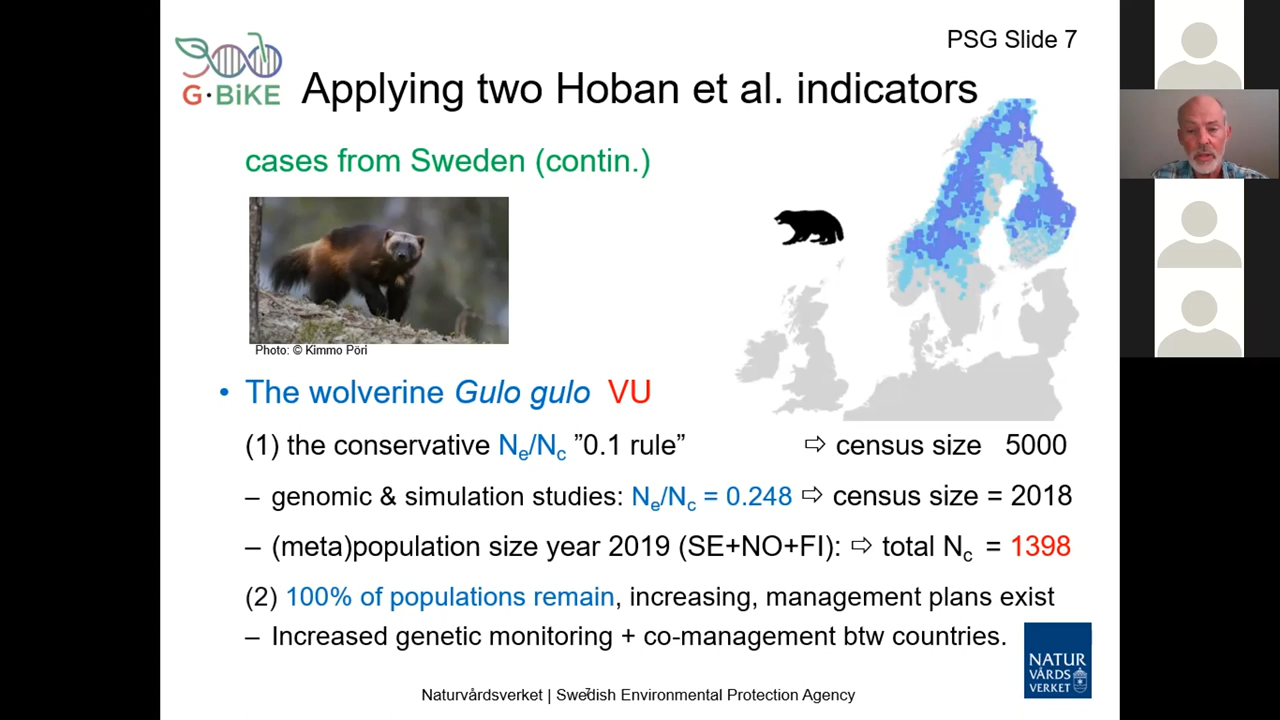 PSG Slide 7
G·BiKE
Applying two Hoban et al. indicators
cases from Sweden (contin.)
Photo: © Kimmo Pöri
• The wolverine Gulo gulo VU
(1) the conservative Ne/Nc ”0.1 rule” ⇨ census size 5000
– genomic & simulation studies: Ne/Nc = 0.248 ⇨ census size = 2018
– (meta)population size year 2019 (SE+NO+FI): ⇨ total Nc = 1398
(2) 100% of populations remain, increasing, management plans exist
– Increased genetic monitoring + co-management btw countries.
NATUR
VÅRDS
VERKET
Naturvårdsverket | Swedish Environmental Protection Agency